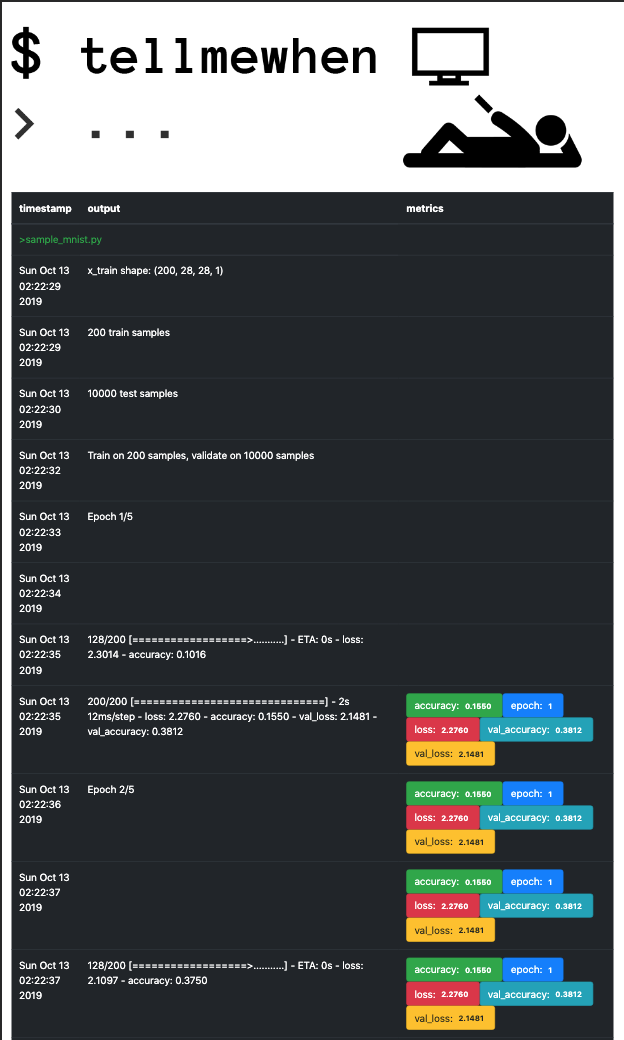 $ tellmewhen
> ...
timestamp output metrics
>sample_mnist.py
Sun Oct 13 x_train shape: (200, 28, 28, 1)
02:22:29
2019
Sun Oct 13 200 train samples
02:22:29
2019
Sun Oct 13 10000 test samples
02:22:30
2019
Sun Oct 13 Train on 200 samples, validate on 10000 samples
02:22:32
2019
Sun Oct 13 Epoch 1/5
02:22:33
2019
Sun Oct 13
02:22:34
2019
Sun Oct 13 128/200 [==================>...........] - ETA: 0s - loss:
02:22:35 2.3014 - accuracy: 0.1016
2019
Sun Oct 13 200/200 [==============================] - 2s
02:22:35 12ms/step - loss: 2.2760 - accuracy: 0.1550 - val_loss: 2.1481 -
2019 val_accuracy: 0.3812
accuracy: 0.1550 epoch: 1
loss: 2.2760 val_accuracy: 0.3812
val_loss: 2.1481
Sun Oct 13 Epoch 2/5
02:22:36
2019
accuracy: 0.1550 epoch: 1
loss: 2.2760 val_accuracy: 0.3812
val_loss: 2.1481
Sun Oct 13
02:22:37
2019
accuracy: 0.1550 epoch: 1
loss: 2.2760 val_accuracy: 0.3812
val_loss: 2.1481
Sun Oct 13 128/200 [==================>...........] - ETA: 0s - loss:
02:22:37 2.1097 - accuracy: 0.3750
2019
accuracy: 0.1550 epoch: 1
loss: 2.2760 val_accuracy: 0.3812
val_loss: 2.1481